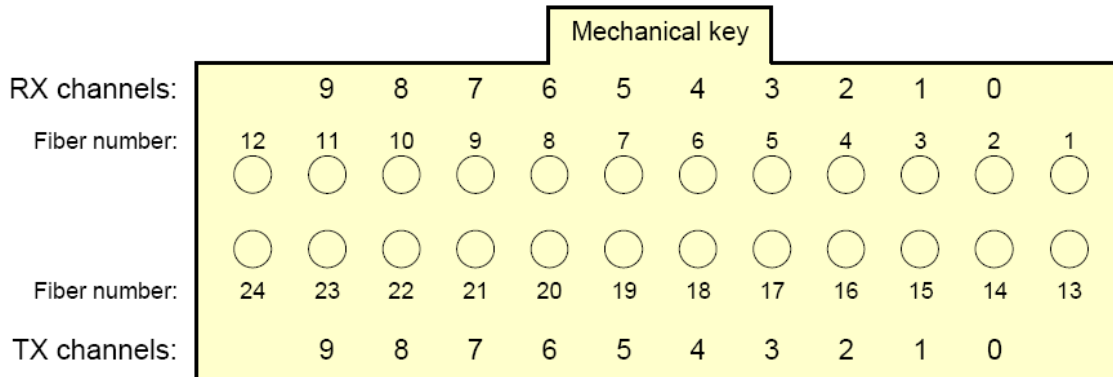 Mechanical key
RX channels: 9 8 7 6 5 4 3 2 1 0
Fiber number: 12 11 10 9 8 7 6 5 4 3 2 1
Fiber number: 24 23 22 21 20 19 18 17 16 15 14 13
TX channels: 9 8 7 6 5 4 3 2 1 0